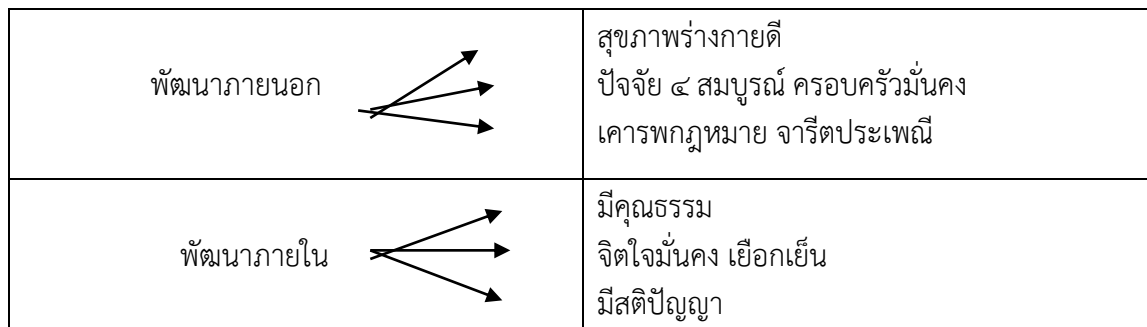 พัฒนาภายนอก
สุขภาพร่างกายดี
ปัจจัย ๔ สมบูรณ์ ครอบครัวมั่นคง
เคารพกฎหมาย จารีตประเพณี
พัฒนาภายใน
มีคุณธรรม
จิตใจมั่นคง เยือกเย็น
มีสติปัญญา